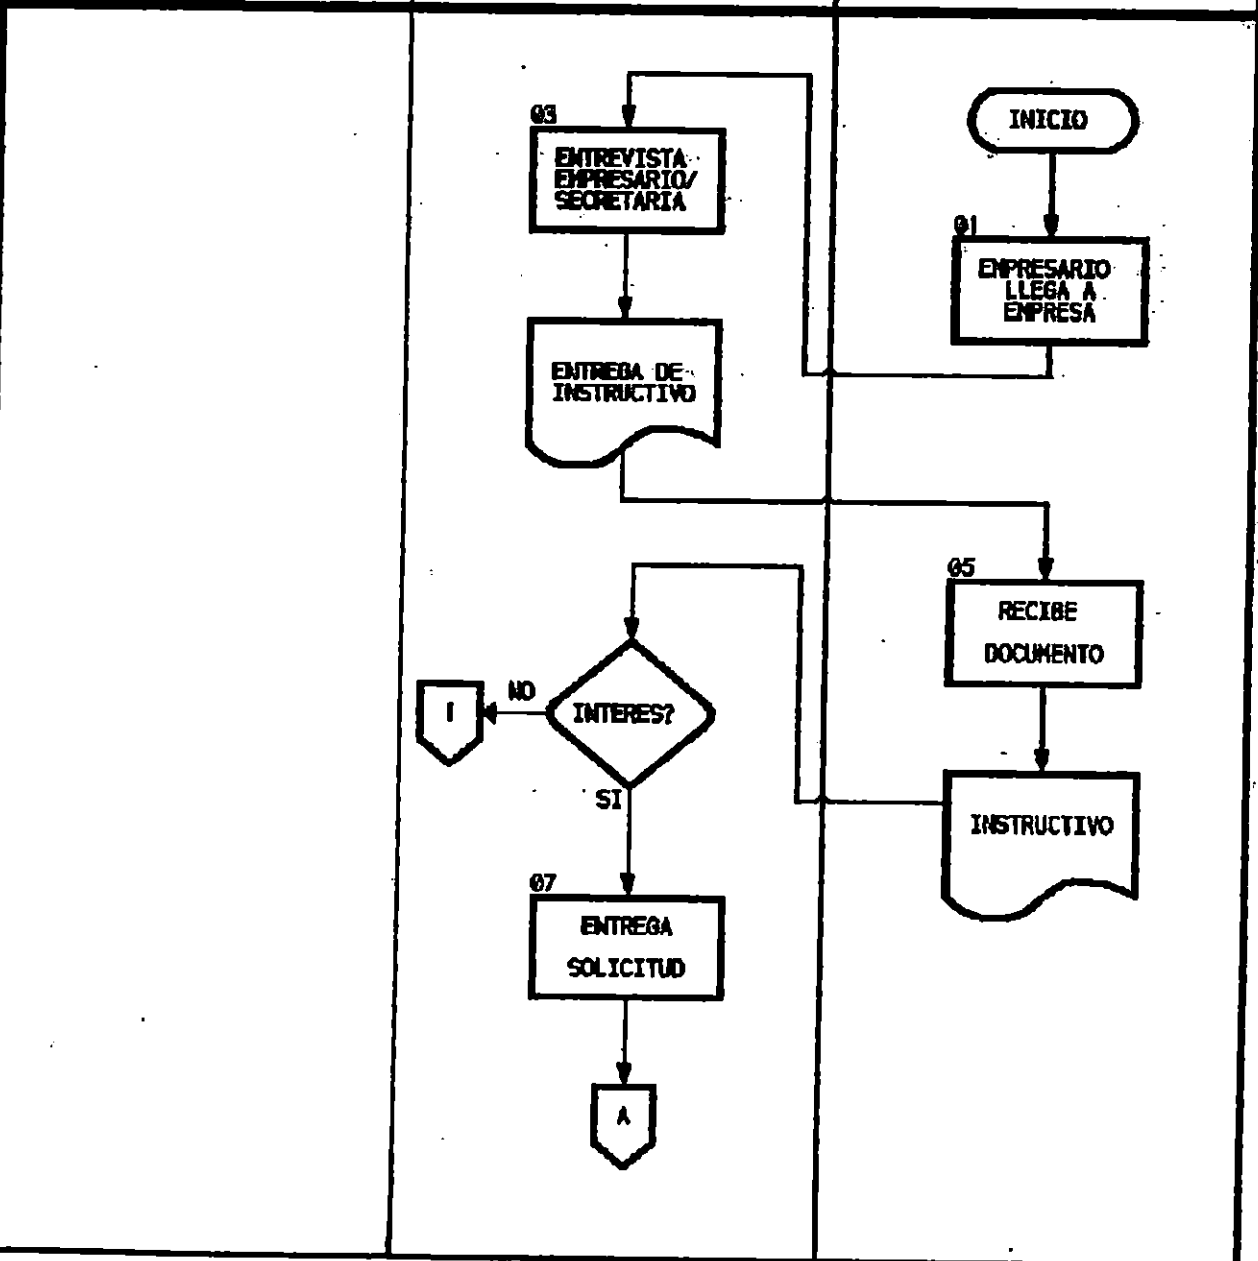 INICIO
01
EMPRESARIO
LLEGA A
EMPRESA
03
ENTREVISTA
EMPRESARIO/
SECRETARIA
ENTREGA DE
INSTRUCTIVO
05
RECIBE
DOCUMENTO
INSTRUCTIVO
INTERES?
NO
SI
07
ENTREGA
SOLICITUD
A